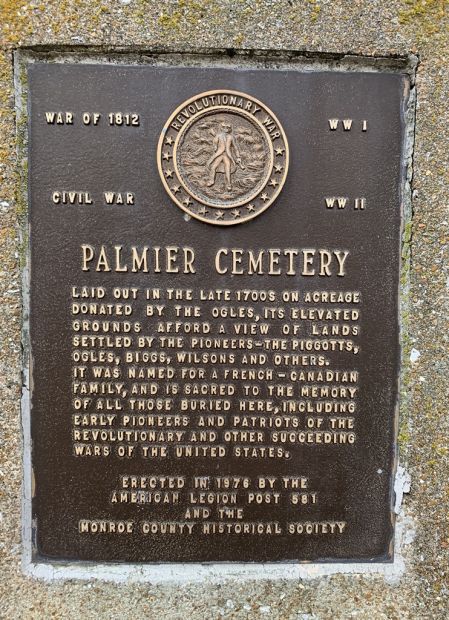 REVOLUTIONARY WAR
WAR OF 1812
WW I
CIVIL WAR
WW II
PALMIER CEMETERY
LAID OUT IN THE LATE 1700S ON ACREAGE
DONATED BY THE OGLES, ITS ELEVATED
GROUNDS AFFORD A VIEW OF LANDS
SETTLED BY THE PIONEERS—THE PIGGOTTS,
OGLES, BIGGS, WILSONS AND OTHERS.
IT WAS NAMED FOR A FRENCH-CANADIAN
FAMILY, AND IS SACRED TO THE MEMORY
OF ALL THOSE BURIED HERE, INCLUDING
EARLY PIONEERS AND PATRIOTS OF THE
REVOLUTIONARY AND OTHER SUCCEEDING
WARS OF THE UNITED STATES.
ERECTED IN 1976 BY THE
AMERICAN LEGION POST 581
AND THE
MONROE COUNTY HISTORICAL SOCIETY